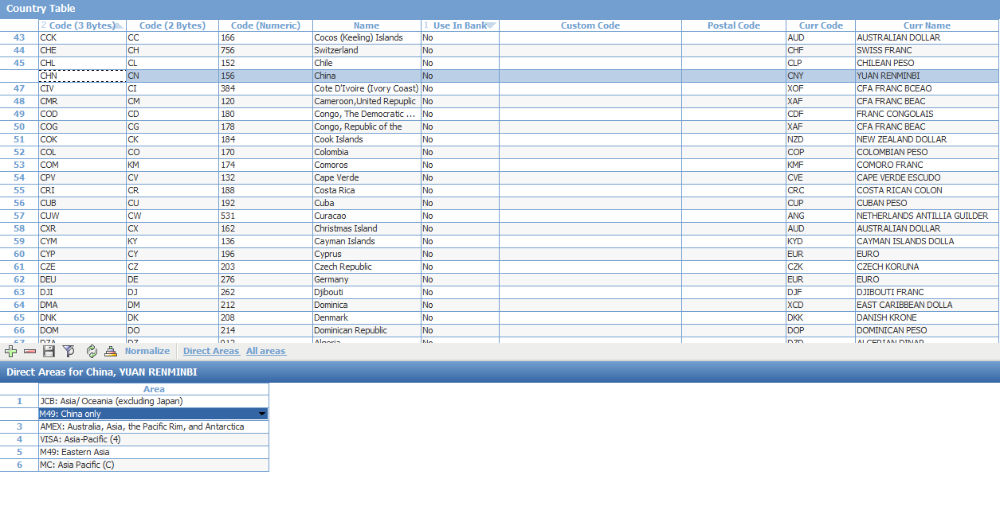 Country Table
2 Code (3 Bytes) Code (2 Bytes) Code (Numeric) Name 1 Use In Bank Custom Code Postal Code Curr Code Curr Name
43 CCK CC 166 Cocos (Keeling) Islands No AUD AUSTRALIAN DOLLAR
44 CHE CH 756 Switzerland No CHF SWISS FRANC
45 CHL CL 152 Chile No CLP CHILEAN PESO
CHN CN 156 China No CNY YUAN RENMINBI
47 CIV CI 384 Cote D'Ivoire (Ivory Coast) No XOF CFA FRANC BCEAO
48 CMR CM 120 Cameroon,United Repuplic No XAF CFA FRANC BEAC
49 COD CD 180 Congo, The Democratic ... No CDF FRANC CONGOLAIS
50 COG CG 178 Congo, Republic of the No XAF CFA FRANC BEAC
51 COK CK 184 Cook Islands No NZD NEW ZEALAND DOLLAR
52 COL CO 170 Colombia No COP COLOMBIAN PESO
53 COM KM 174 Comoros No KMF COMORO FRANC
54 CPV CV 132 Cape Verde No CVE CAPE VERDE ESCUDO
55 CRI CR 188 Costa Rica No CRC COSTA RICAN COLON
56 CUB CU 192 Cuba No CUP CUBAN PESO
57 CUW CW 531 Curacao No ANG NETHERLANDS ANTILLIA GUILDER
58 CXR CX 162 Christmas Island No AUD AUSTRALIAN DOLLAR
59 CYM KY 136 Cayman Islands No KYD CAYMAN ISLANDS DOLLA
60 CYP CY 196 Cyprus No EUR EURO
61 CZE CZ 203 Czech Republic No CZK CZECH KORUNA
62 DEU DE 276 Germany No EUR EURO
63 DJI DJ 262 Djibouti No DJF DJIBOUTI FRANC
64 DMA DM 212 Dominica No XCD EAST CARIBBEAN DOLLA
65 DNK DK 208 Denmark No DKK DANISH KRONE
66 DOM DO 214 Dominican Republic No DOP DOMINICAN PESO
67 DZA DZ 012 Algeria No DZD ALGERIAN DINAR
Normalize Direct Areas All areas
Direct Areas for China, YUAN RENMINBI
Area
1 JCB: Asia/ Oceania (excluding Japan)
M49: China only
3 AMEX: Australia, Asia, the Pacific Rim, and Antarctica
4 VISA: Asia-Pacific (4)
5 M49: Eastern Asia
6 MC: Asia Pacific (C)